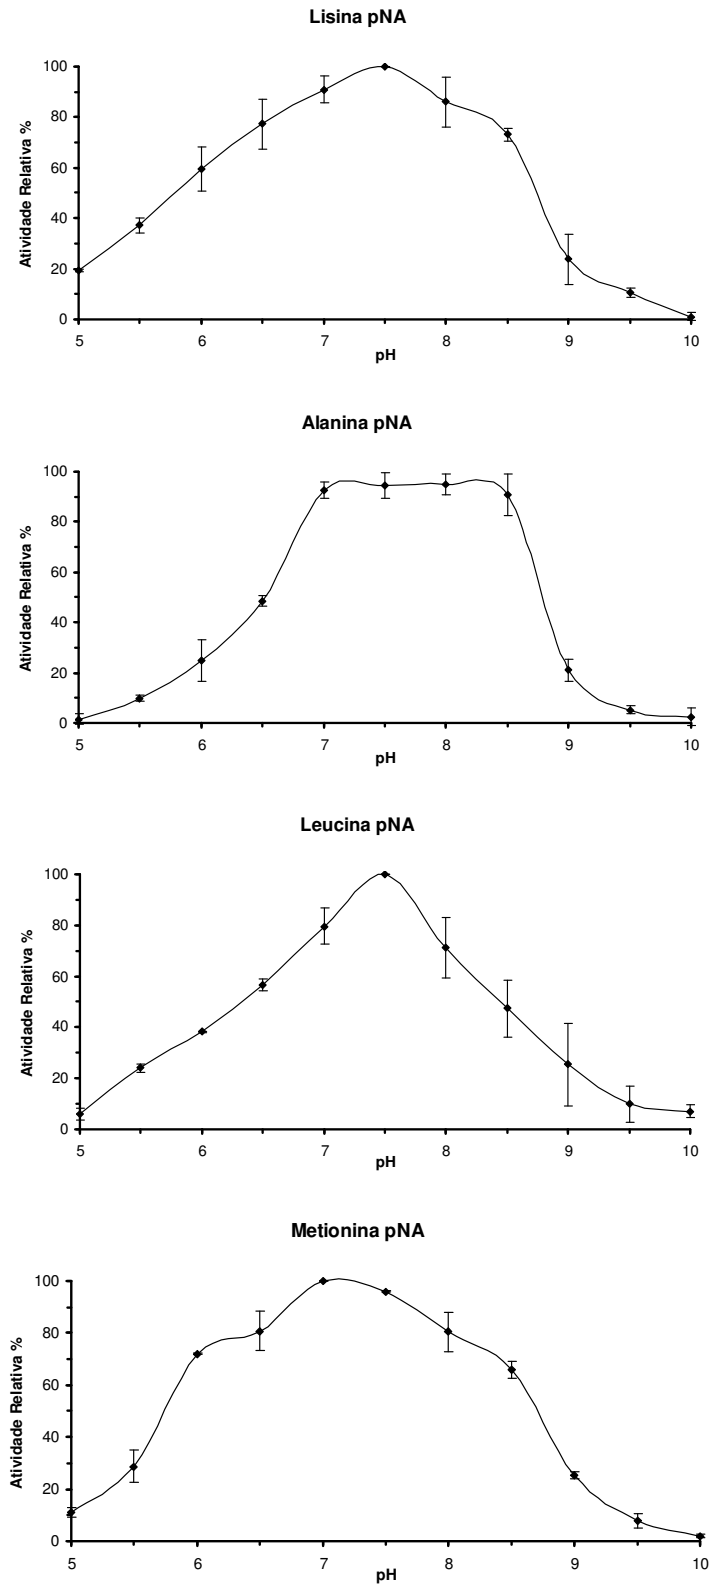 Lisina pNA
100
80
60
40
20
0
Atividade Relativa %
5 6 7 8 9 10
pH
Alanina pNA
100
80
60
40
20
0
Atividade Relativa %
5 6 7 8 9 10
pH
Leucina pNA
100
80
60
40
20
0
Atividade Relativa %
5 6 7 8 9 10
pH
Metionina pNA
100
80
60
40
20
0
Atividade Relativa %
5 6 7 8 9 10
pH